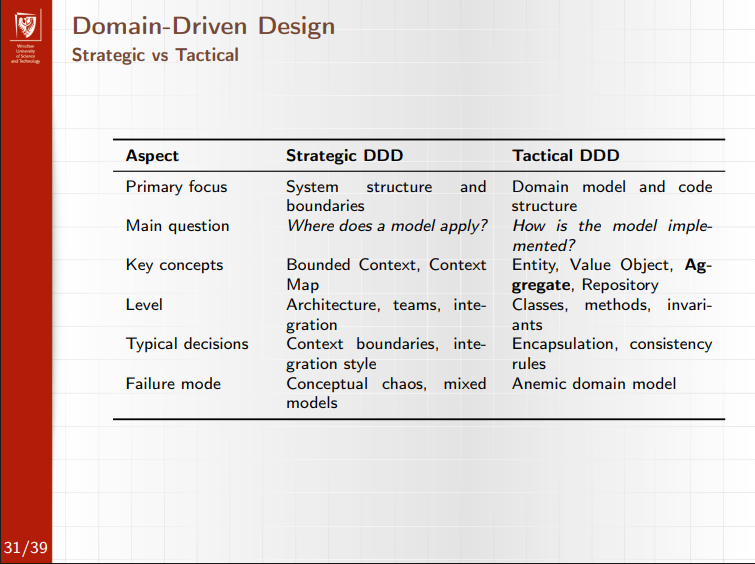 Wrocław
University
of Science
and Technology
Domain-Driven Design
Strategic vs Tactical
Aspect Strategic DDD Tactical DDD
Primary focus System structure and Domain model and code
boundaries structure
Main question Where does a model apply? How is the model imple-
mented?
Key concepts Bounded Context, Context Entity, Value Object, Ag-
Map gregate, Repository
Level Architecture, teams, inte- Classes, methods, invari-
gration ants
Typical decisions Context boundaries, inte- Encapsulation, consistency
gration style rules
Failure mode Conceptual chaos, mixed Anemic domain model
models
31/39